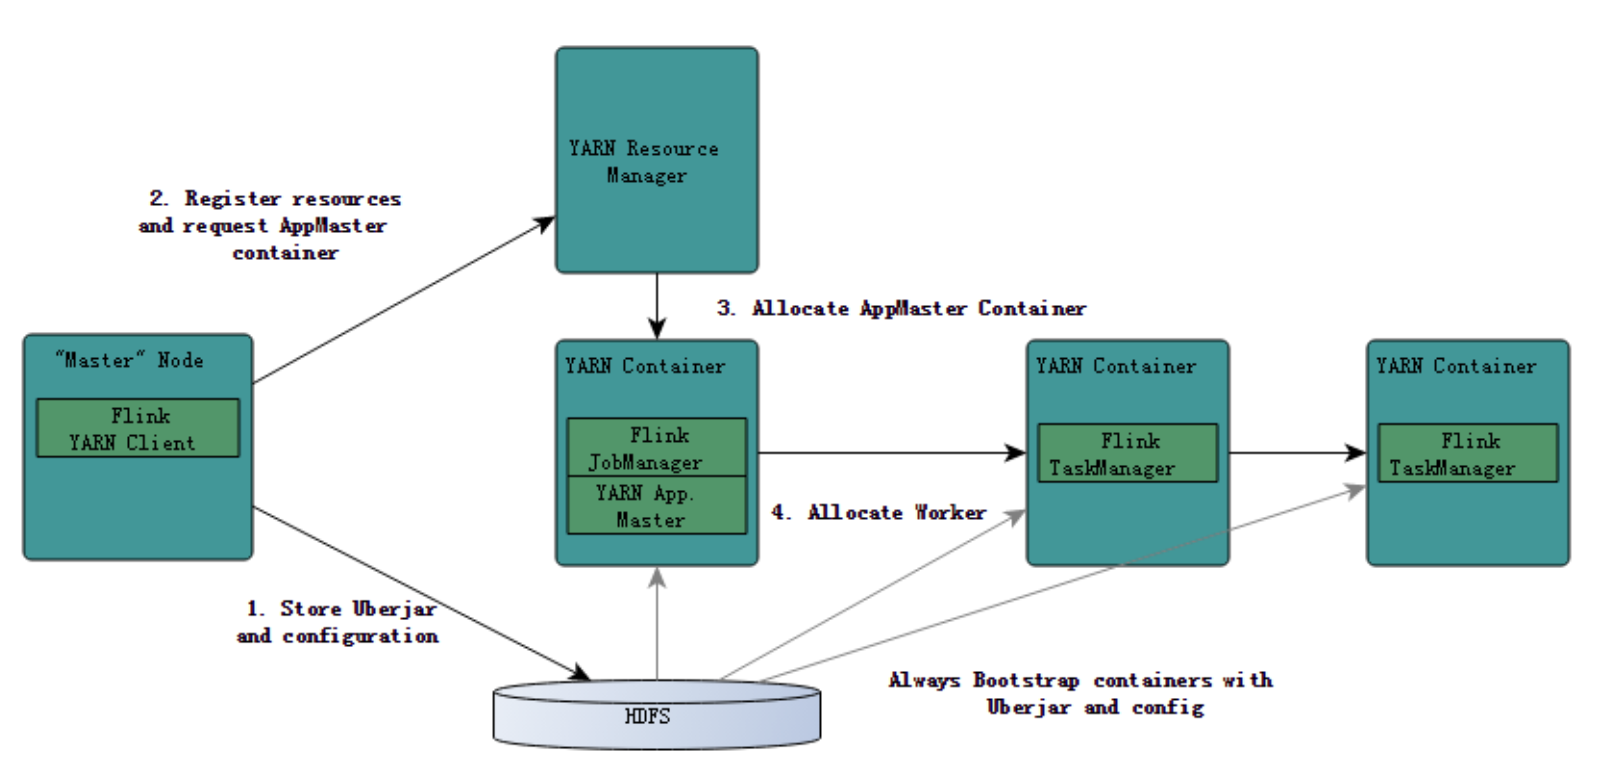 YARN Resource
Manager
2. Register resources
and request AppMaster
container
3. Allocate AppMaster Container
"Master" Node
Flink
YARN Client
YARN Container
Flink
JobManager
YARN App.
Master
YARN Container
Flink
TaskManager
YARN Container
Flink
TaskManager
4. Allocate Worker
1. Store Uberjar
and configuration
Always Bootstrap containers with
Uberjar and config
HDFS